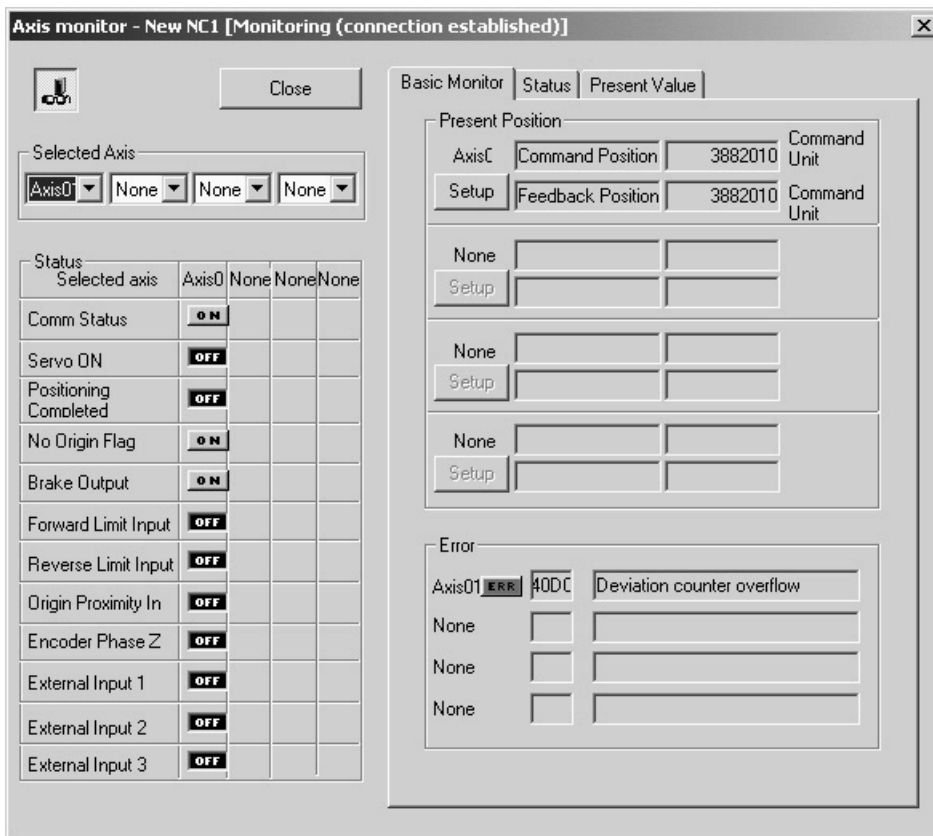 Axis monitor - New NC1 [Monitoring (connection established)]
Close
Selected Axis
Axis01 None None None
Status
Selected axis Axis0 None None None
Comm Status ON
Servo ON OFF
Positioning
Completed OFF
No Origin Flag ON
Brake Output ON
Forward Limit Input OFF
Reverse Limit Input OFF
Origin Proximity In OFF
Encoder Phase Z OFF
External Input 1 OFF
External Input 2 OFF
External Input 3 OFF
Basic Monitor Status Present Value
Present Position
Axis0 Command Position 3882010 Command
Unit
Setup Feedback Position 3882010 Command
Unit
None
Setup
None
Setup
None
Setup
Error
Axis01 ERR 40D0 Deviation counter overflow
None
None
None